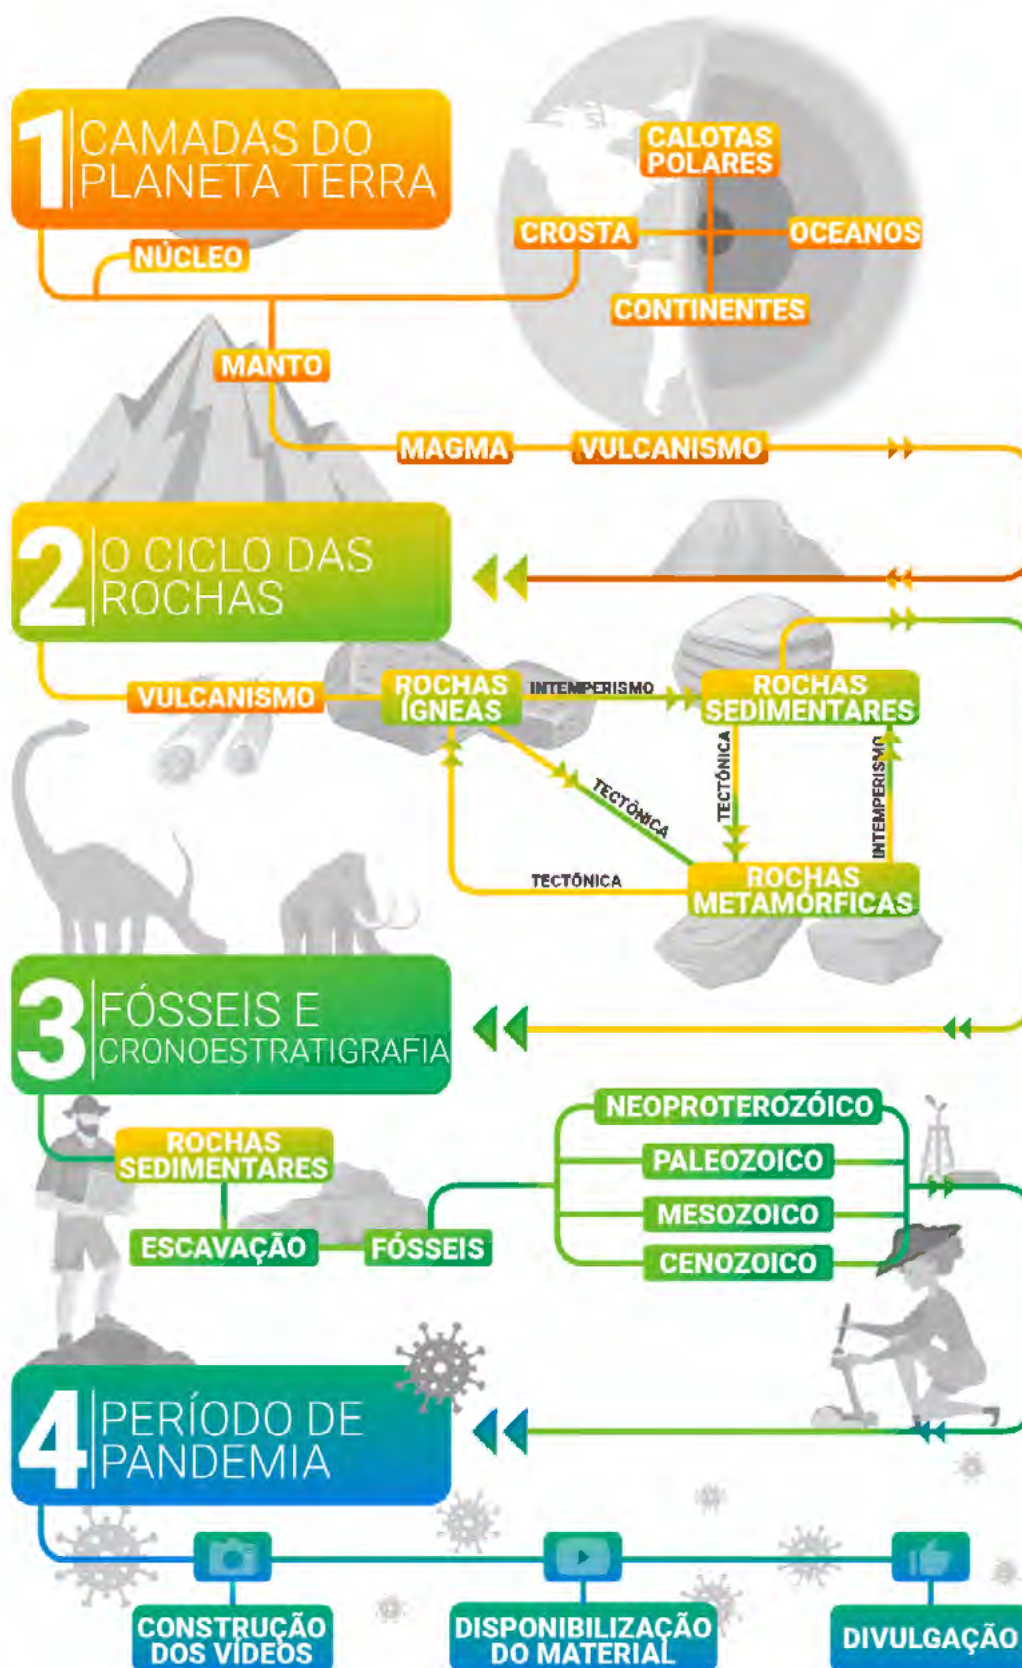 1
CAMADAS DO
PLANETA TERRA
CALOTAS
POLARES
CROSTA
OCEANOS
NÚCLEO
CONTINENTES
MANTO
MAGMA
VULCANISMO
2
O CICLO DAS
ROCHAS
VULCANISMO
ROCHAS
ÍGNEAS
INTEMPERISMO
ROCHAS
SEDIMENTARES
TECTÔNICA
TECTÔNICA
INTEMPERISMO
TECTÔNICA
ROCHAS
METAMÓRFICAS
3
FÓSSEIS E
CRONOESTRATIGRAFIA
ROCHAS
SEDIMENTARES
ESCAVAÇÃO
FÓSSEIS
NEOPROTEROZÓICO
PALEOZOICO
MESOZOICO
CENOZOICO
4
PERÍODO DE
PANDEMIA
CONSTRUÇÃO
DOS VÍDEOS
DISPONIBILIZAÇÃO
DO MATERIAL
DIVULGAÇÃO